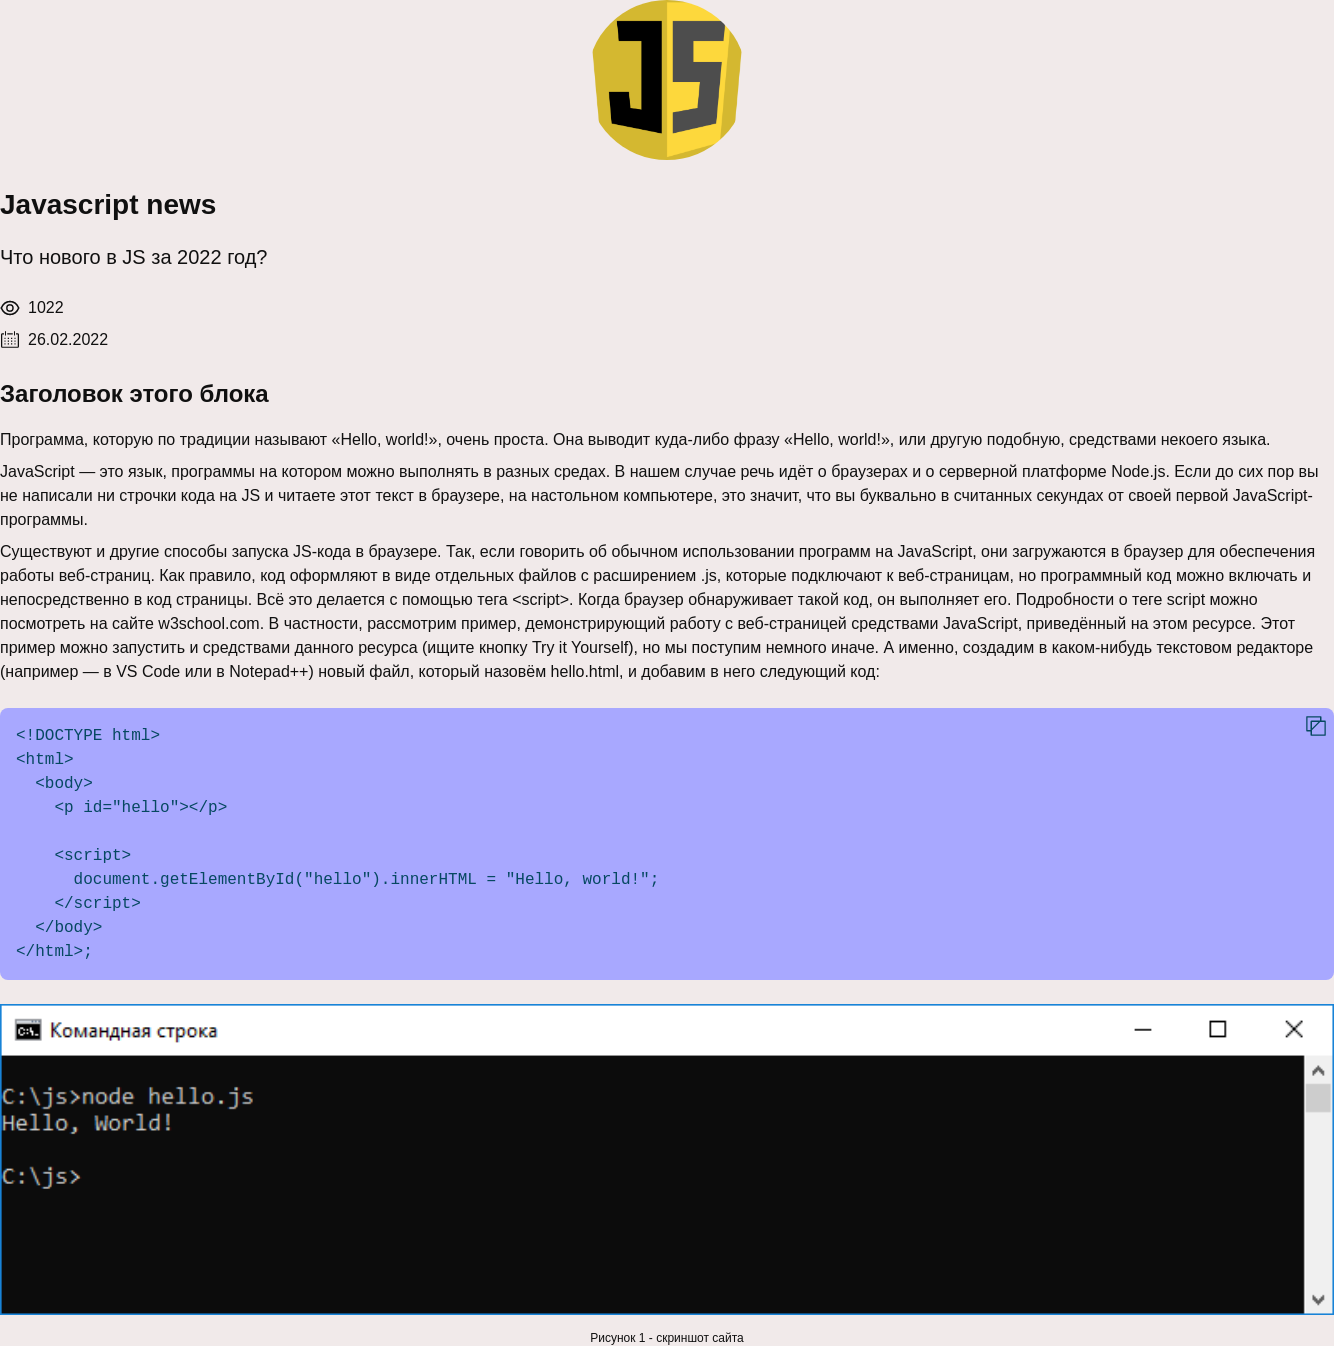 JS
Javascript news
Что нового в JS за 2022 год?
1022
26.02.2022
Заголовок этого блока
Программа, которую по традиции называют «Hello, world!», очень проста. Она выводит куда-либо фразу «Hello, world!», или другую подобную, средствами некоего языка.
JavaScript — это язык, программы на котором можно выполнять в разных средах. В нашем случае речь идёт о браузерах и о серверной платформе Node.js. Если до сих пор вы
не написали ни строчки кода на JS и читаете этот текст в браузере, на настольном компьютере, это значит, что вы буквально в считанных секундах от своей первой JavaScript-
программы.
Существуют и другие способы запуска JS-кода в браузере. Так, если говорить об обычном использовании программ на JavaScript, они загружаются в браузер для обеспечения
работы веб-страниц. Как правило, код оформляют в виде отдельных файлов с расширением .js, которые подключают к веб-страницам, но программный код можно включать и
непосредственно в код страницы. Всё это делается с помощью тега <script>. Когда браузер обнаруживает такой код, он выполняет его. Подробности о теге script можно
посмотреть на сайте w3school.com. В частности, рассмотрим пример, демонстрирующий работу с веб-страницей средствами JavaScript, приведённый на этом ресурсе. Этот
пример можно запустить и средствами данного ресурса (ищите кнопку Try it Yourself), но мы поступим немного иначе. А именно, создадим в каком-нибудь текстовом редакторе
(например — в VS Code или в Notepad++) новый файл, который назовём hello.html, и добавим в него следующий код:
<!DOCTYPE html>
<html>
  <body>
    <p id="hello"></p>
    <script>
      document.getElementById("hello").innerHTML = "Hello, world!";
    </script>
  </body>
</html>;
C:\. Командная строка
C:\js>node hello.js
Hello, World!
C:\js>
Рисунок 1 - скриншот сайта